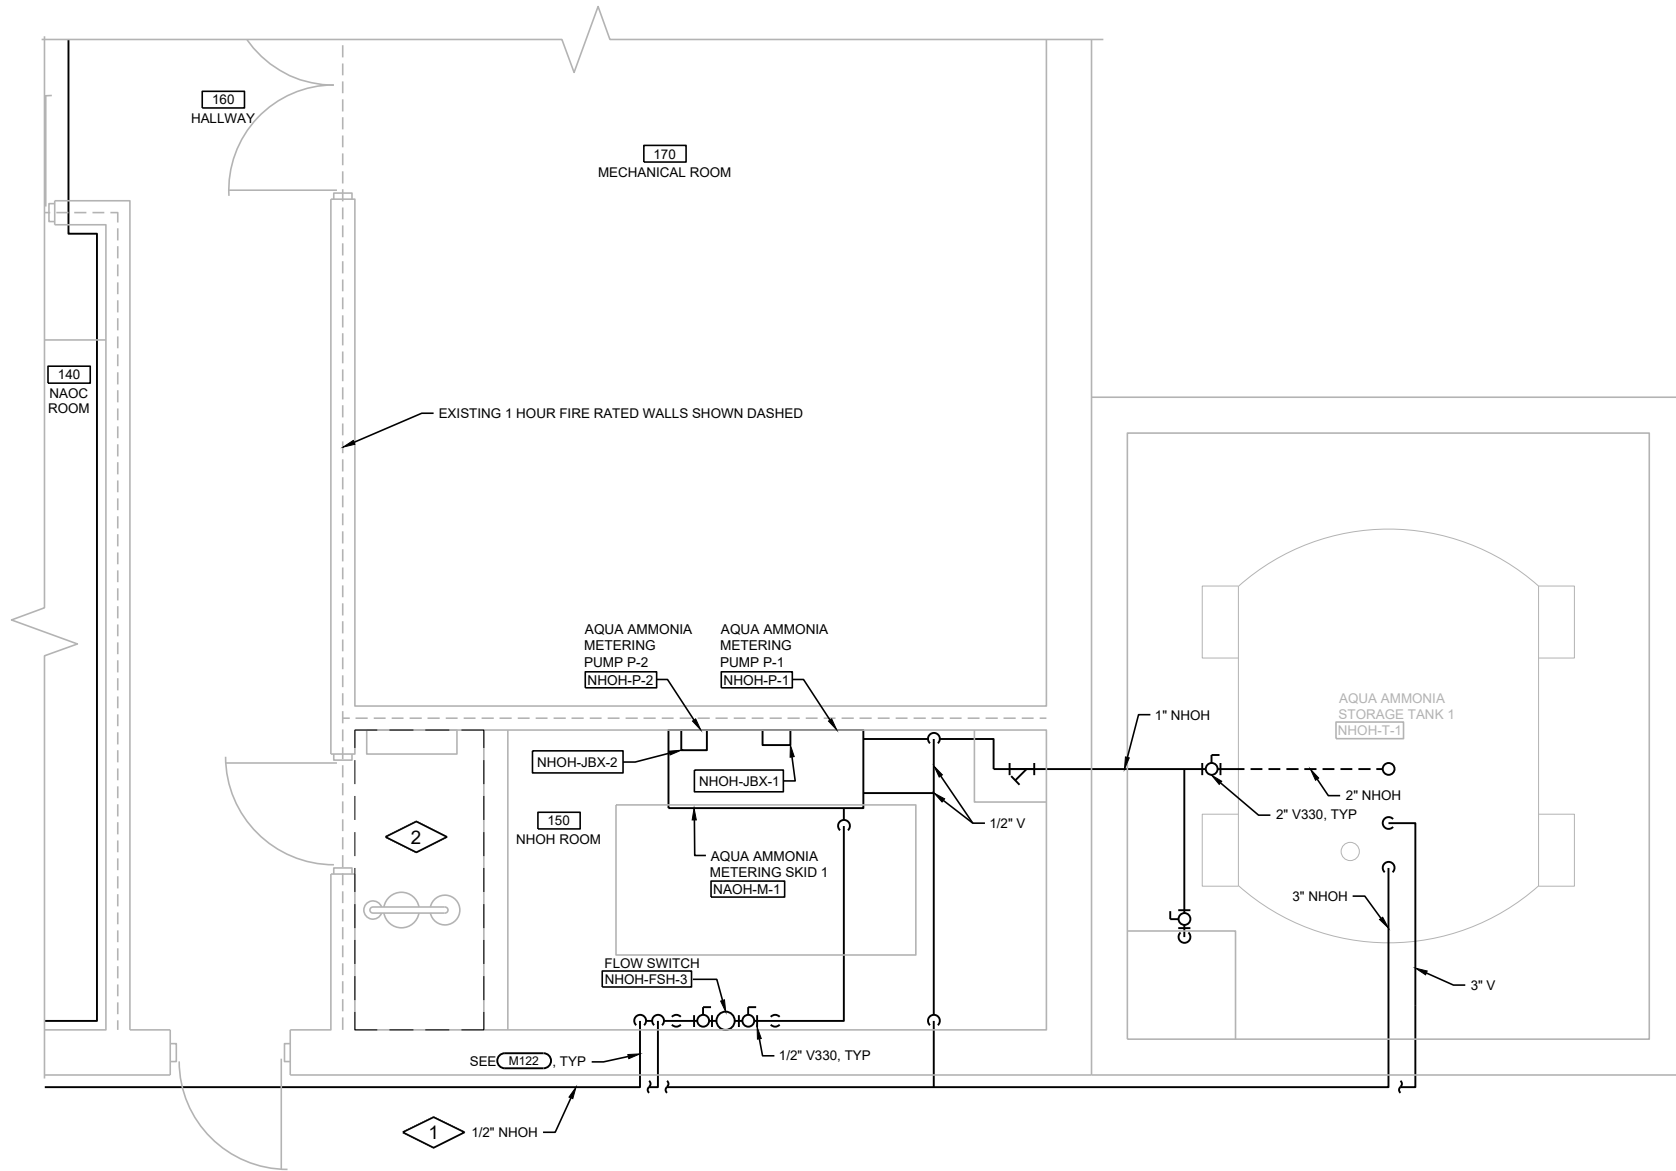 160
HALLWAY
170
MECHANICAL ROOM
140
NAOC
ROOM
EXISTING 1 HOUR FIRE RATED WALLS SHOWN DASHED
AQUA AMMONIA
METERING
PUMP P-2
NHOH-P-2
AQUA AMMONIA
METERING
PUMP P-1
NHOH-P-1
NHOH-JBX-2
NHOH-JBX-1
150
NHOH ROOM
2
AQUA AMMONIA
METERING SKID 1
NAOH-M-1
1/2" V
1" NHOH
AQUA AMMONIA
STORAGE TANK 1
NHOH-T-1
2" NHOH
2" V330, TYP
3" NHOH
3" V
FLOW SWITCH
NHOH-FSH-3
SEE M122, TYP
1/2" V330, TYP
1
1/2" NHOH